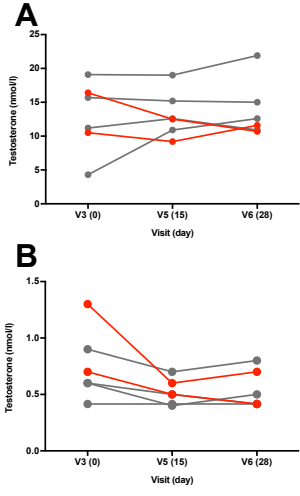 A
25
20
15
10
5
0
Testosterone (nmol/l)
V3 (0) V5 (15) V6 (28)
Visit (day)
B
1.5
1.0
0.5
0.0
Testosterone (nmol/l)
V3 (0) V5 (15) V6 (28)
Visit (day)